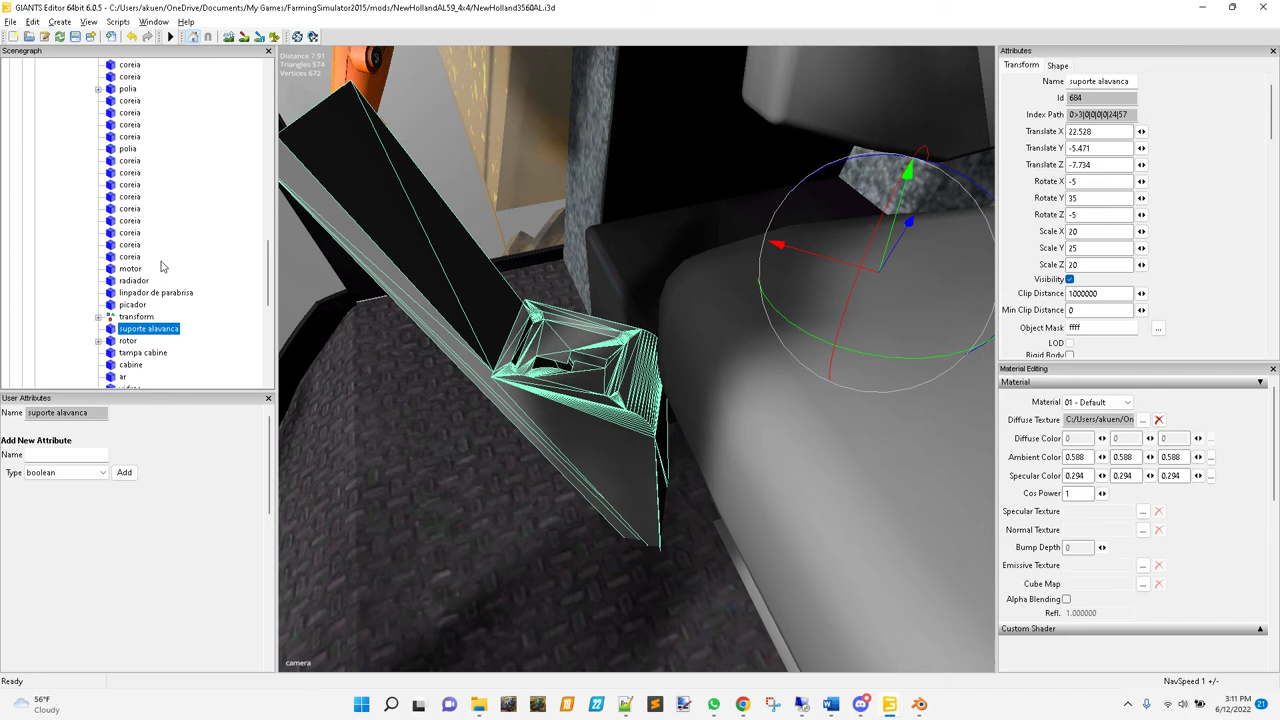 GIANTS Editor 64bit 6.0.5 - C:/Users/akuen/OneDrive/Documents/My Games/FarmingSimulator2015/mods/NewHollandAL59_4x4/NewHolland3560AL.i3d
File Edit Create View Scripts Window Help
Scenegraph
coreia
coreia
polia
coreia
coreia
coreia
coreia
polia
coreia
coreia
coreia
coreia
coreia
coreia
coreia
coreia
coreia
motor
radiador
linpador de parabrisa
picador
transform
suporte alavanca
rotor
tampa cabine
cabine
ar
User Attributes
Name suporte alavanca
Add New Attribute
Name
Type boolean Add
Distance 7.91
Triangles 574
Vertices 672
camera
Attributes
Transform Shape
Name suporte alavanca
Id 684
Index Path 0>3|0|0|0|0|24|57
Translate X 22.528
Translate Y -5.471
Translate Z -7.734
Rotate X -5
Rotate Y 35
Rotate Z -5
Scale X 20
Scale Y 25
Scale Z 20
Visibility
Clip Distance 1000000
Min Clip Distance 0
Object Mask ffff ...
LOD
Rigid Body
Material Editing
Material
Material 01 - Default
Diffuse Texture C:/Users/akuen/On ...
Diffuse Color 0 0 0 ...
Ambient Color 0.588 0.588 0.588 ...
Specular Color 0.294 0.294 0.294 ...
Cos Power 1
Specular Texture ...
Normal Texture ...
Bump Depth 0
Emissive Texture ...
Cube Map ...
Alpha Blending
Refl. 1.000000
Custom Shader
Ready
NavSpeed 1 +/-
56°F
Cloudy
3:11 PM
6/12/2022
21